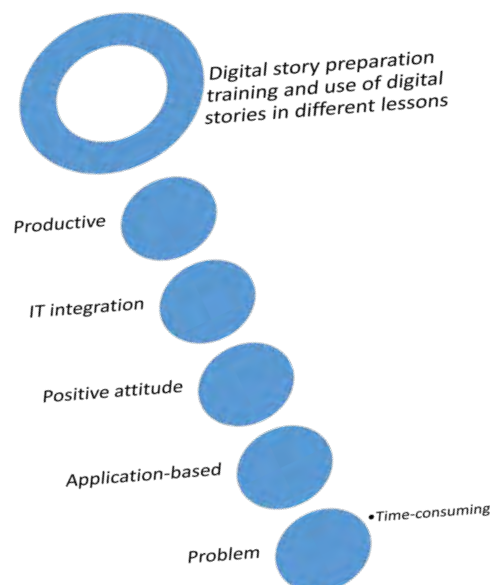 Digital story preparation
training and use of digital
stories in different lessons
Productive
IT integration
Positive attitude
Application-based
•Time-consuming
Problem